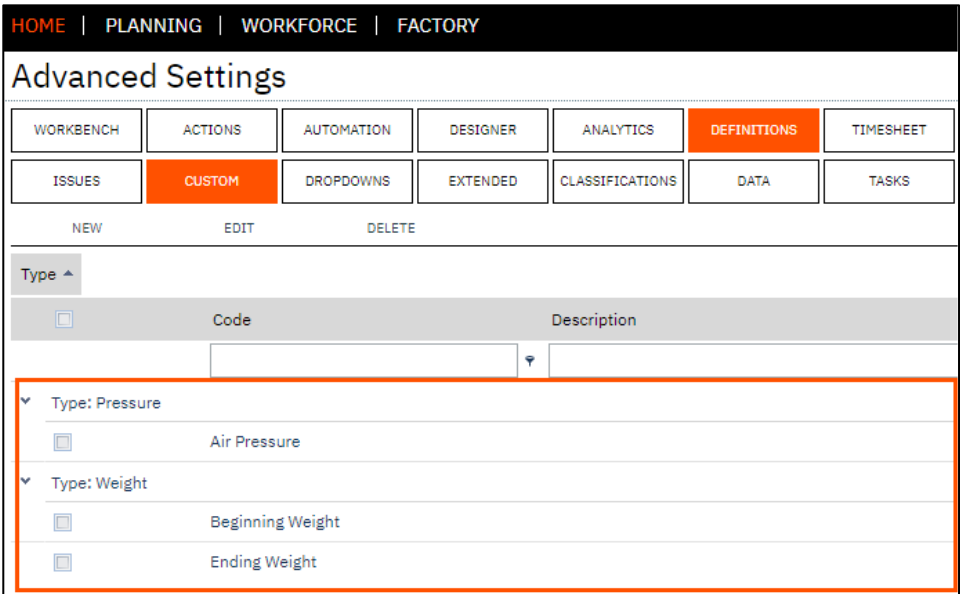 HOME | PLANNING | WORKFORCE | FACTORY
Advanced Settings
WORKBENCH ACTIONS AUTOMATION DESIGNER ANALYTICS DEFINITIONS TIMESHEET
ISSUES CUSTOM DROPDOWNS EXTENDED CLASSIFICATIONS DATA TASKS
NEW EDIT DELETE
Type
Code Description
Type: Pressure
Air Pressure
Type: Weight
Beginning Weight
Ending Weight